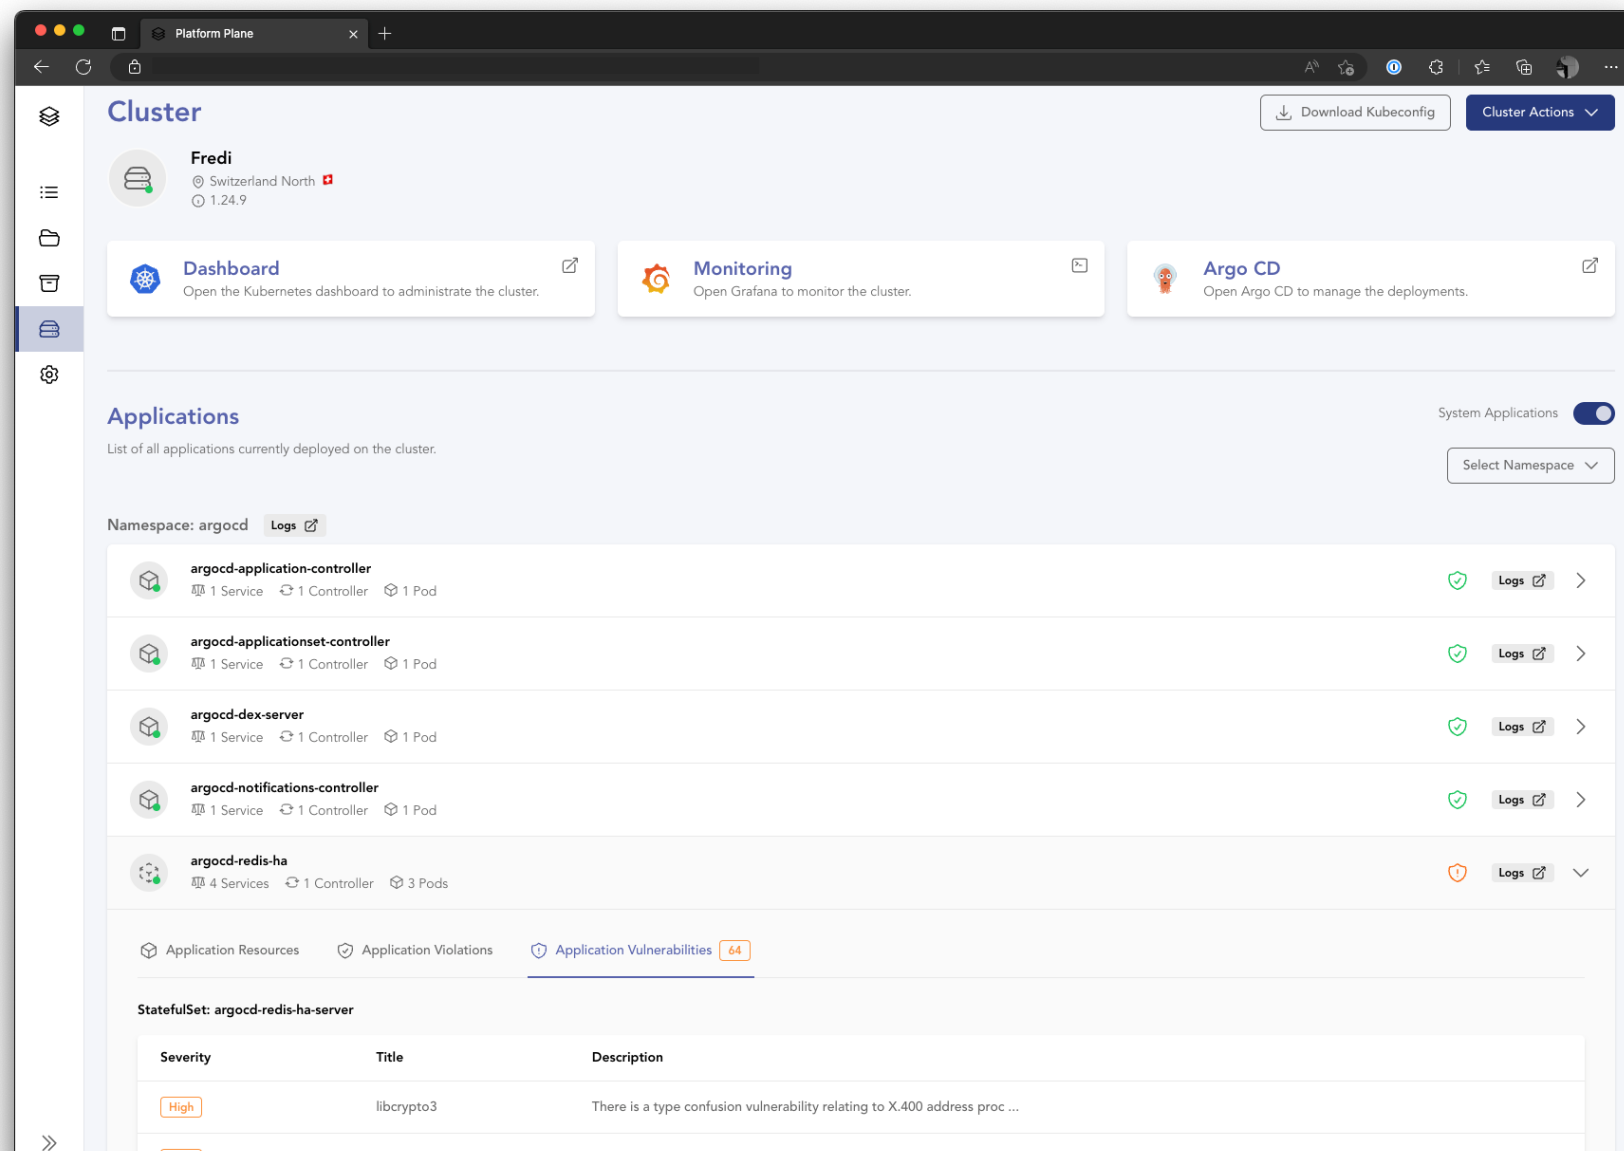 Platform Plane
Cluster
Download Kubeconfig
Cluster Actions
Fredi
Switzerland North
1.24.9
Dashboard
Open the Kubernetes dashboard to administrate the cluster.
Monitoring
Open Grafana to monitor the cluster.
Argo CD
Open Argo CD to manage the deployments.
Applications
System Applications
List of all applications currently deployed on the cluster.
Select Namespace
Namespace: argocd Logs
argocd-application-controller
1 Service 1 Controller 1 Pod
Logs
argocd-applicationset-controller
1 Service 1 Controller 1 Pod
Logs
argocd-dex-server
1 Service 1 Controller 1 Pod
Logs
argocd-notifications-controller
1 Service 1 Controller 1 Pod
Logs
argocd-redis-ha
4 Services 1 Controller 3 Pods
Logs
Application Resources Application Violations Application Vulnerabilities 64
StatefulSet: argocd-redis-ha-server
Severity Title Description
High libcrypto3 There is a type confusion vulnerability relating to X.400 address proc ...